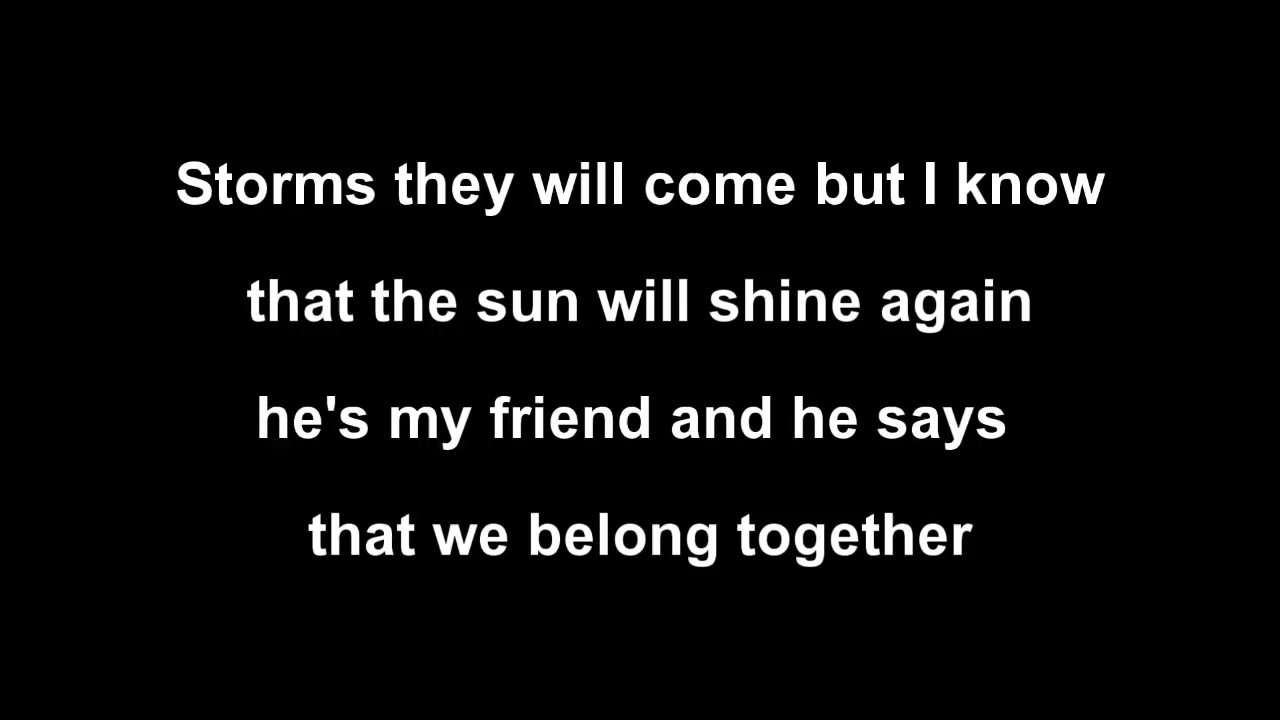 Storms they will come but I know
that the sun will shine again
he's my friend and he says
that we belong together